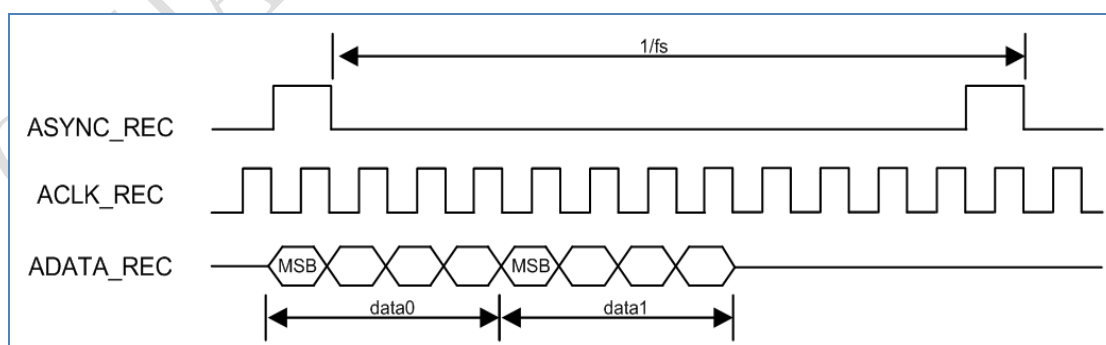 1/fs
ASYNC_REC
ACLK_REC
ADATA_REC
MSB
MSB
data0
data1